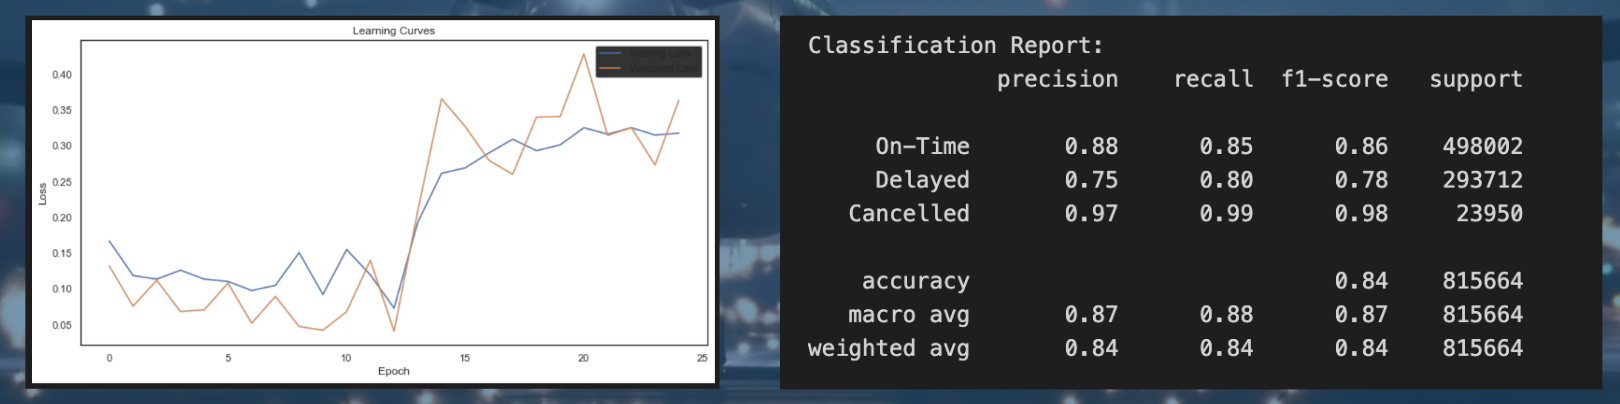 Learning Curves
Validation Loss
0.40
0.35
0.30
0.25
0.20
0.15
0.10
0.05
Loss
0 5 10 15 20 25
Epoch
Classification Report:
precision recall f1-score support
On-Time 0.88 0.85 0.86 498002
Delayed 0.75 0.80 0.78 293712
Cancelled 0.97 0.99 0.98 23950
accuracy 0.84 815664
macro avg 0.87 0.88 0.87 815664
weighted avg 0.84 0.84 0.84 815664